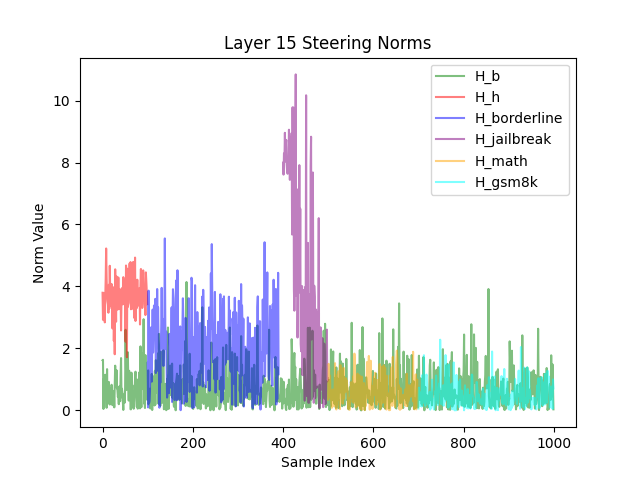 Layer 15 Steering Norms
H_b
H_h
H_borderline
H_jailbreak
H_math
H_gsm8k
Norm Value
10
8
6
4
2
0
0 200 400 600 800 1000
Sample Index